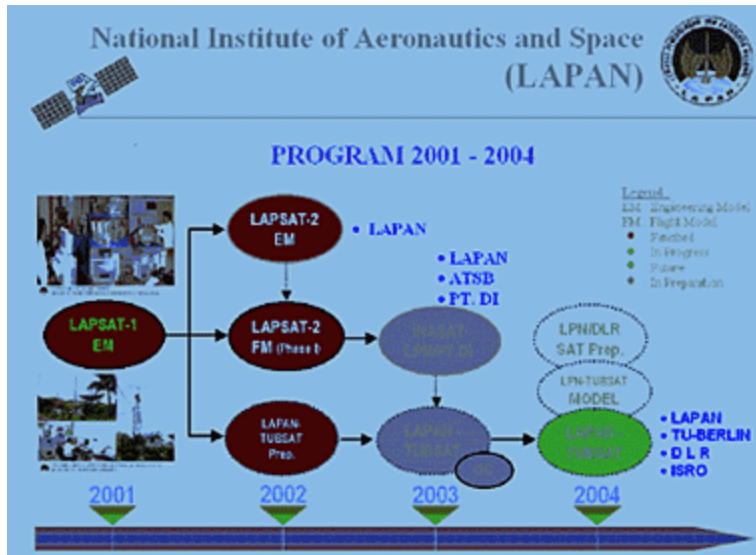 National Institute of Aeronautics and Space
(LAPAN)
PROGRAM 2001 - 2004
Legend
EM : Engineering Model
FM : Flight Model
Finished
In Progress
Future
In Preparation
LAPSAT-2
EM
• LAPAN
• LAPAN
• ATSB
• PT. DI
LAPSAT-1
EM
LAPSAT-2
FM (Phase I)
LPN/DLR
SAT Prep.
LPN-TUBSAT
MODEL
LAPAN-
TUBSAT
Prep.
LAPAN -
TUBSAT
LAPAN -
TUBSAT
• LAPAN
• TU-BERLIN
• D L R
• ISRO
2001
2002
2003
2004